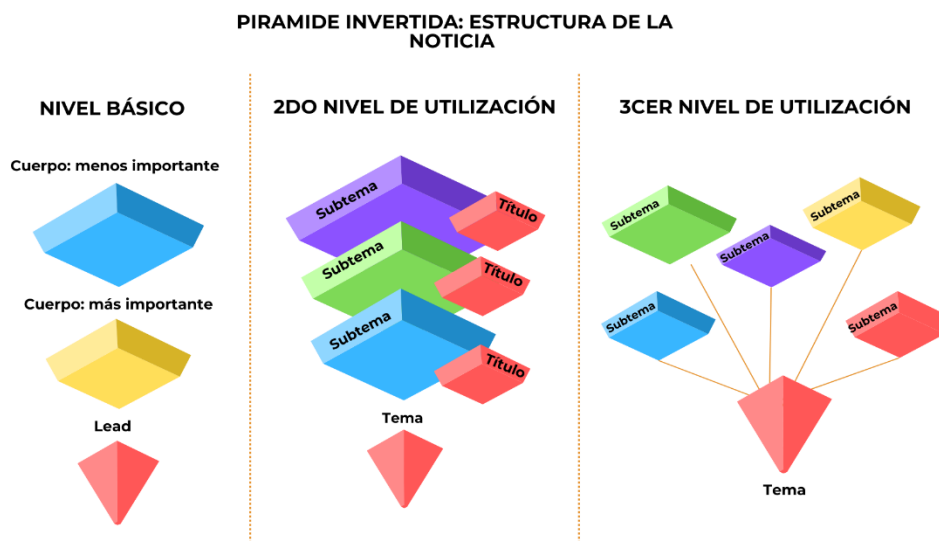 PIRAMIDE INVERTIDA: ESTRUCTURA DE LA
NOTICIA
NIVEL BÁSICO
Cuerpo: menos importante
Cuerpo: más importante
Lead
2DO NIVEL DE UTILIZACIÓN
Subtema
Título
Subtema
Título
Subtema
Título
Tema
3CER NIVEL DE UTILIZACIÓN
Subtema
Subtema
Subtema
Subtema
Subtema
Tema